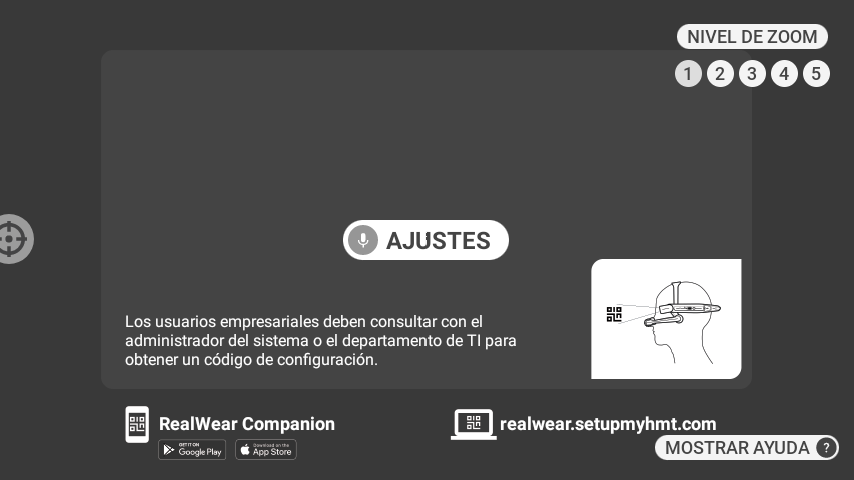 NIVEL DE ZOOM
1 2 3 4 5
AJUSTES
Los usuarios empresariales deben consultar con el
administrador del sistema o el departamento de TI para
obtener un código de configuración.
RealWear Companion
GET IT ON
Google Play
Download on the
App Store
realwear.setupmyhmt.com
MOSTRAR AYUDA ?